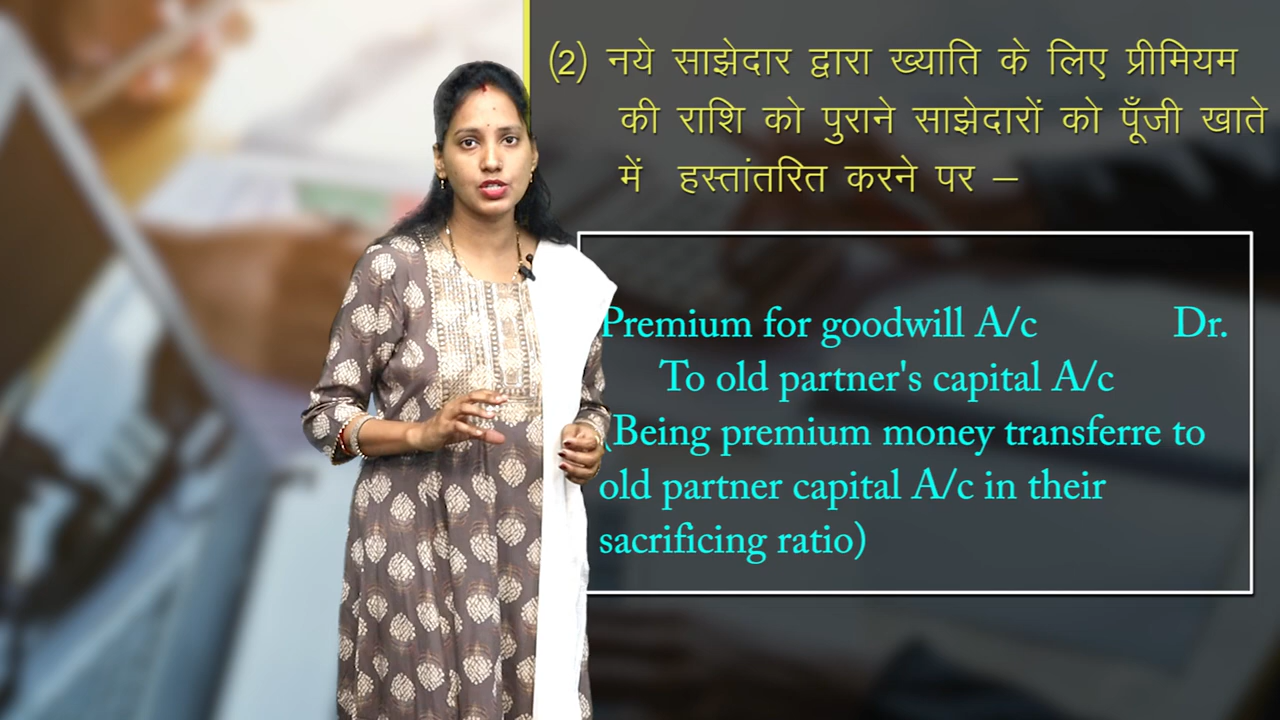 (2) नये साझेदार द्वारा ख्याति के लिए प्रीमियम
की राशि को पुराने साझेदारों को पूँजी खाते
में हस्तांतरित करने पर –
Premium for goodwill A/c Dr.
To old partner's capital A/c
(Being premium money transferre to
old partner capital A/c in their
sacrificing ratio)